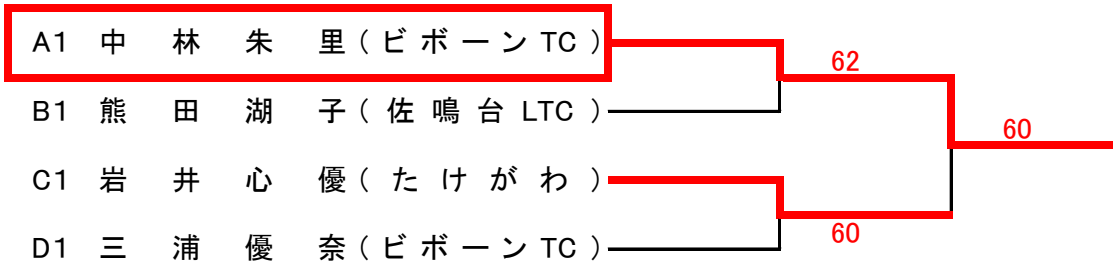 A1 中林朱里(ビボーンTC)
62
B1 熊田湖子(佐鳴台LTC)
60
C1 岩井心優(たけがわ)
60
D1 三浦優奈(ビボーンTC)